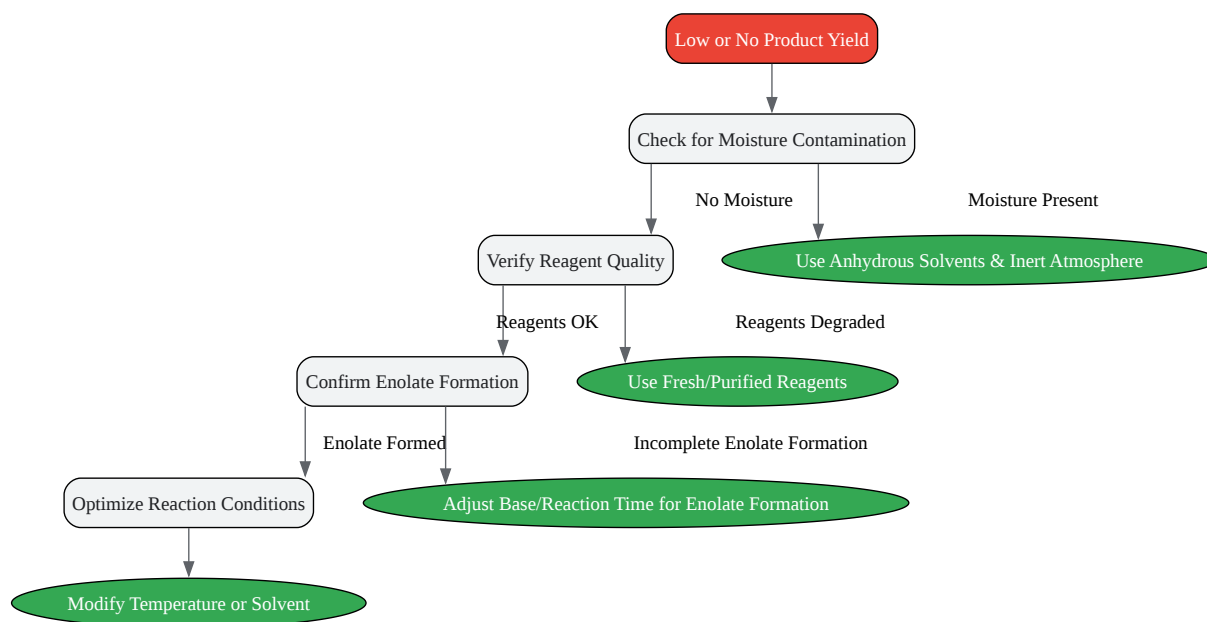 Low or No Product Yield
Check for Moisture Contamination
No Moisture
Moisture Present
Verify Reagent Quality
Use Anhydrous Solvents & Inert Atmosphere
Reagents OK
Reagents Degraded
Confirm Enolate Formation
Use Fresh/Purified Reagents
Enolate Formed
Incomplete Enolate Formation
Optimize Reaction Conditions
Adjust Base/Reaction Time for Enolate Formation
Modify Temperature or Solvent